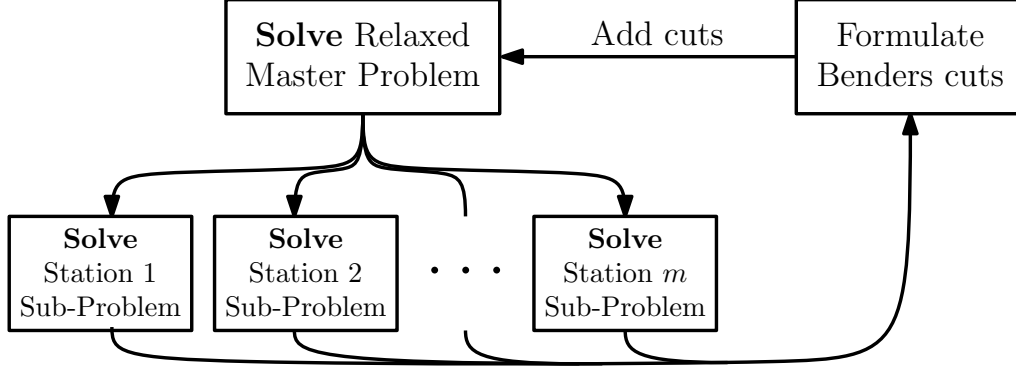 Solve Relaxed
Master Problem
Add cuts
Formulate
Benders cuts
Solve
Station 1
Sub-Problem
Solve
Station 2
Sub-Problem
· · ·
Solve
Station m
Sub-Problem